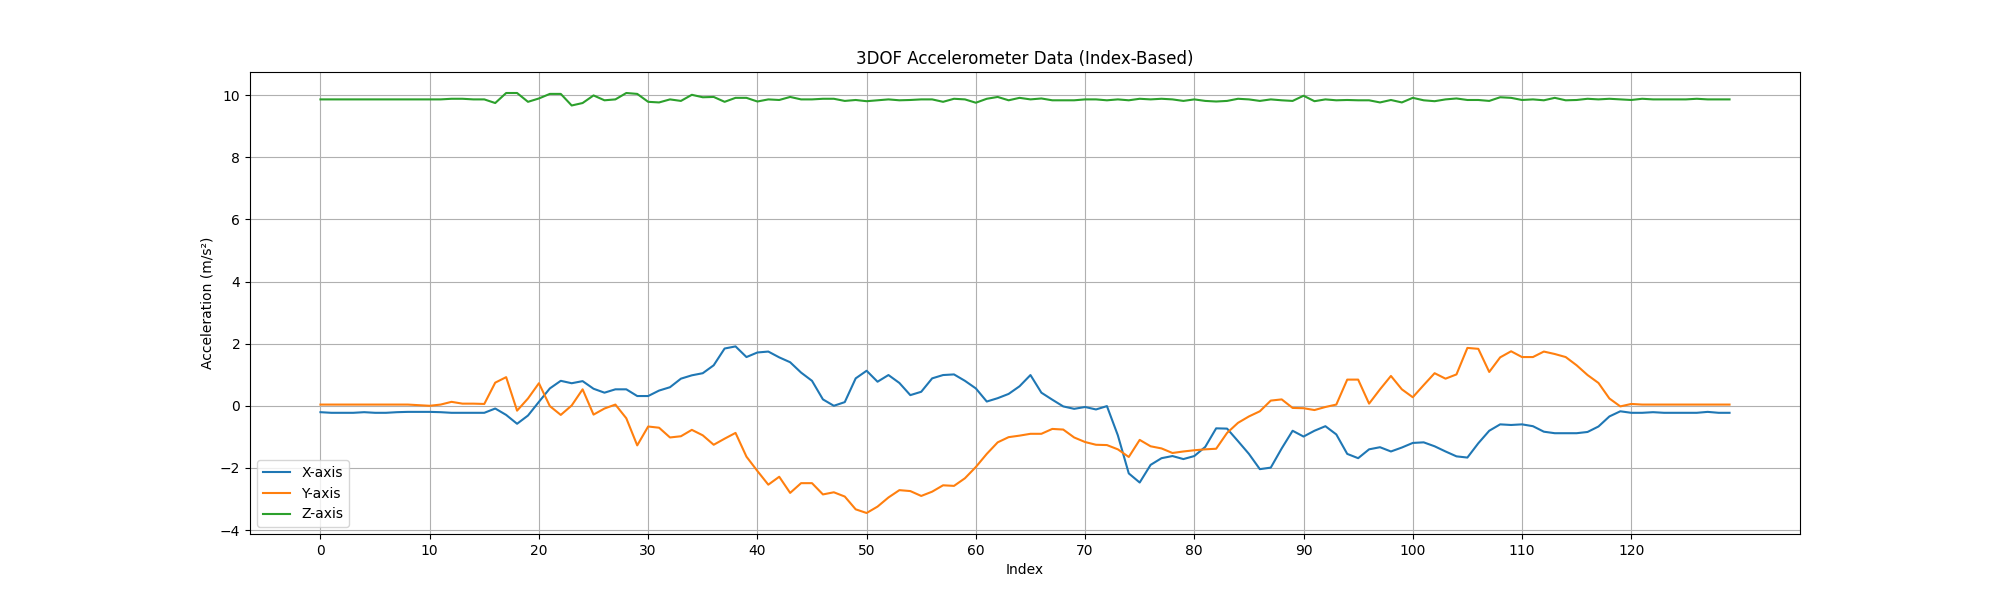 3DOF Accelerometer Data (Index-Based)
10
8
6
4
2
0
−2
−4
Acceleration (m/s²)
X-axis
Y-axis
Z-axis
0 10 20 30 40 50 60 70 80 90 100 110 120
Index